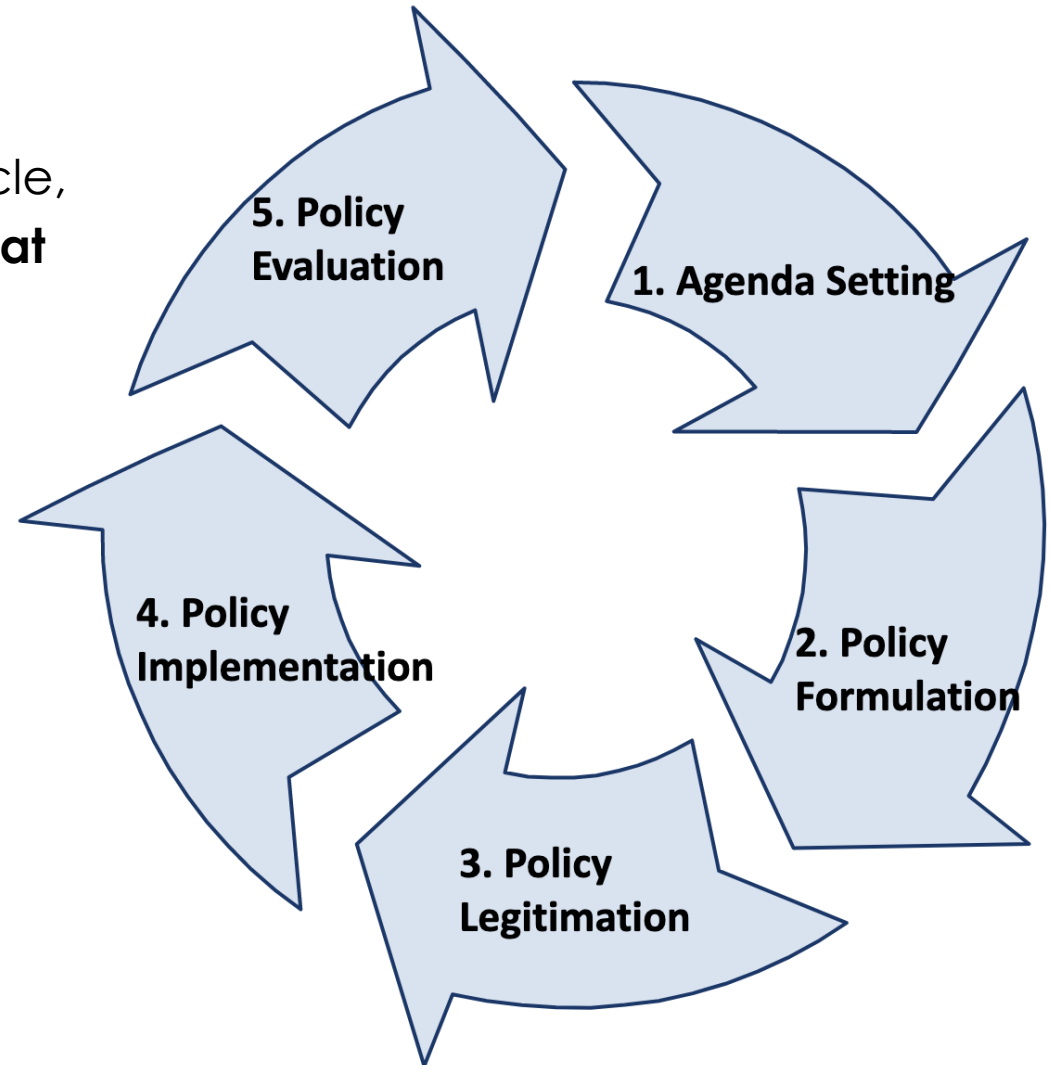 cle,
at
5. Policy
Evaluation
1. Agenda Setting
2. Policy
Formulation
3. Policy
Legitimation
4. Policy
Implementation